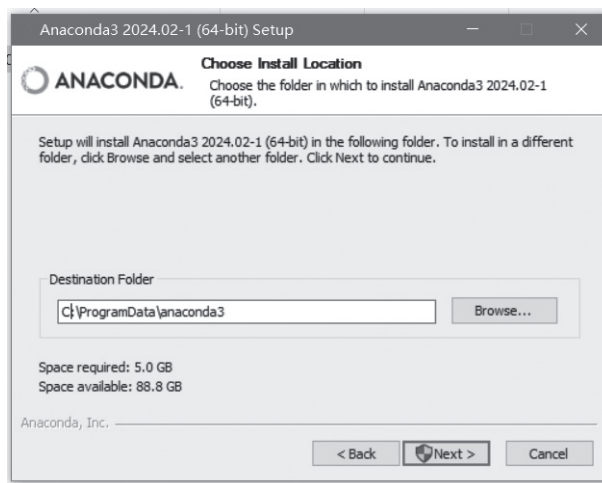 Anaconda3 2024.02-1 (64-bit) Setup
ANACONDA.
Choose Install Location
Choose the folder in which to install Anaconda3 2024.02-1
(64-bit).
Setup will install Anaconda3 2024.02-1 (64-bit) in the following folder. To install in a different
folder, click Browse and select another folder. Click Next to continue.
Destination Folder
C:\ProgramData\anaconda3
Browse...
Space required: 5.0 GB
Space available: 88.8 GB
Anaconda, Inc.
< Back
Next >
Cancel